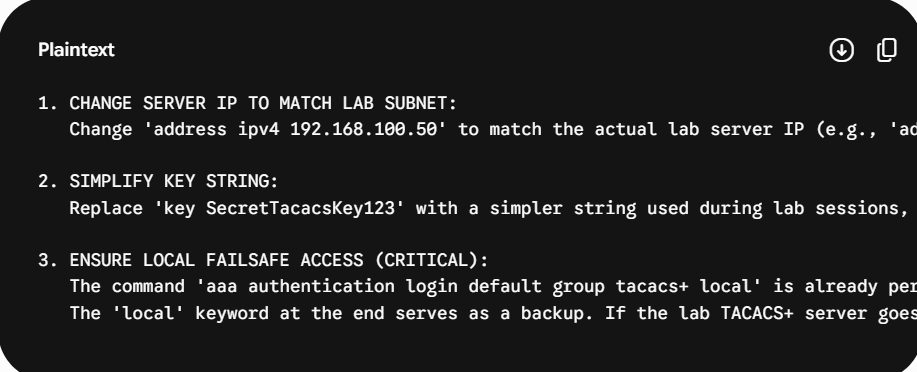 Plaintext
1. CHANGE SERVER IP TO MATCH LAB SUBNET:
Change 'address ipv4 192.168.100.50' to match the actual lab server IP (e.g., 'ad
2. SIMPLIFY KEY STRING:
Replace 'key SecretTacacsKey123' with a simpler string used during lab sessions,
3. ENSURE LOCAL FAILSAFE ACCESS (CRITICAL):
The command 'aaa authentication login default group tacacs+ local' is already per
The 'local' keyword at the end serves as a backup. If the lab TACACS+ server goes